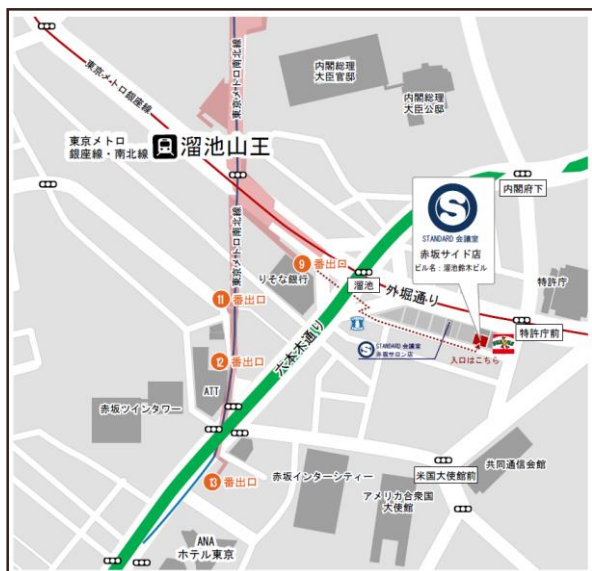 内閣総理
大臣官邸
内閣総理
大臣公邸
東京メトロ銀座線
東京メトロ南北線
東京メトロ
銀座線・南北線
溜池山王
内閣府下
S
STANDARD 会議室
赤坂サイド店
ビル名:溜池鈴木ビル
9 番出口
りそな銀行
東京メトロ南北線
11 番出口
溜池
外堀通り
特許庁
特許庁前
S STANDARD 会議室
赤坂サロン店
入口はこちら
六本木通り
12 番出口
ATT
赤坂ツインタワー
13 番出口
赤坂インターシティー
米国大使館前
共同通信会館
アメリカ合衆国
大使館
ANA
ホテル東京